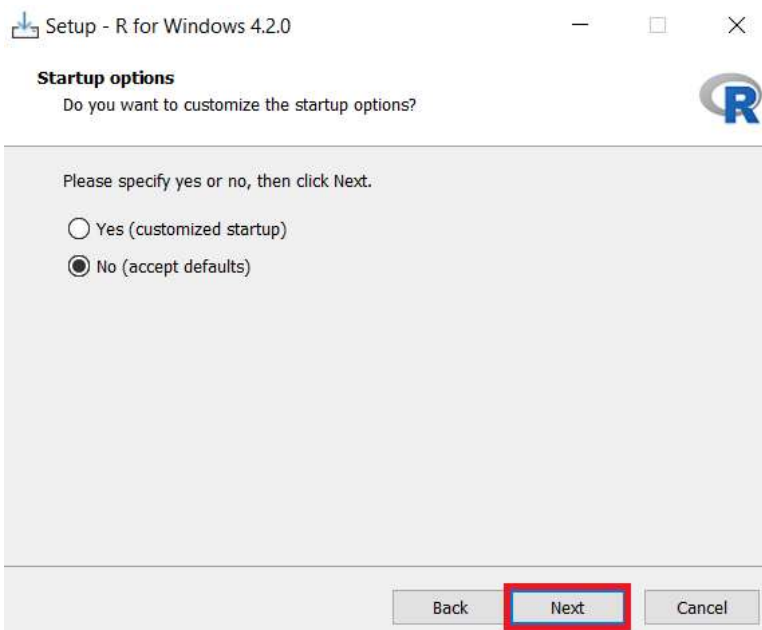 Setup - R for Windows 4.2.0
Startup options
Do you want to customize the startup options?
R
Please specify yes or no, then click Next.
Yes (customized startup)
No (accept defaults)
Back Next Cancel